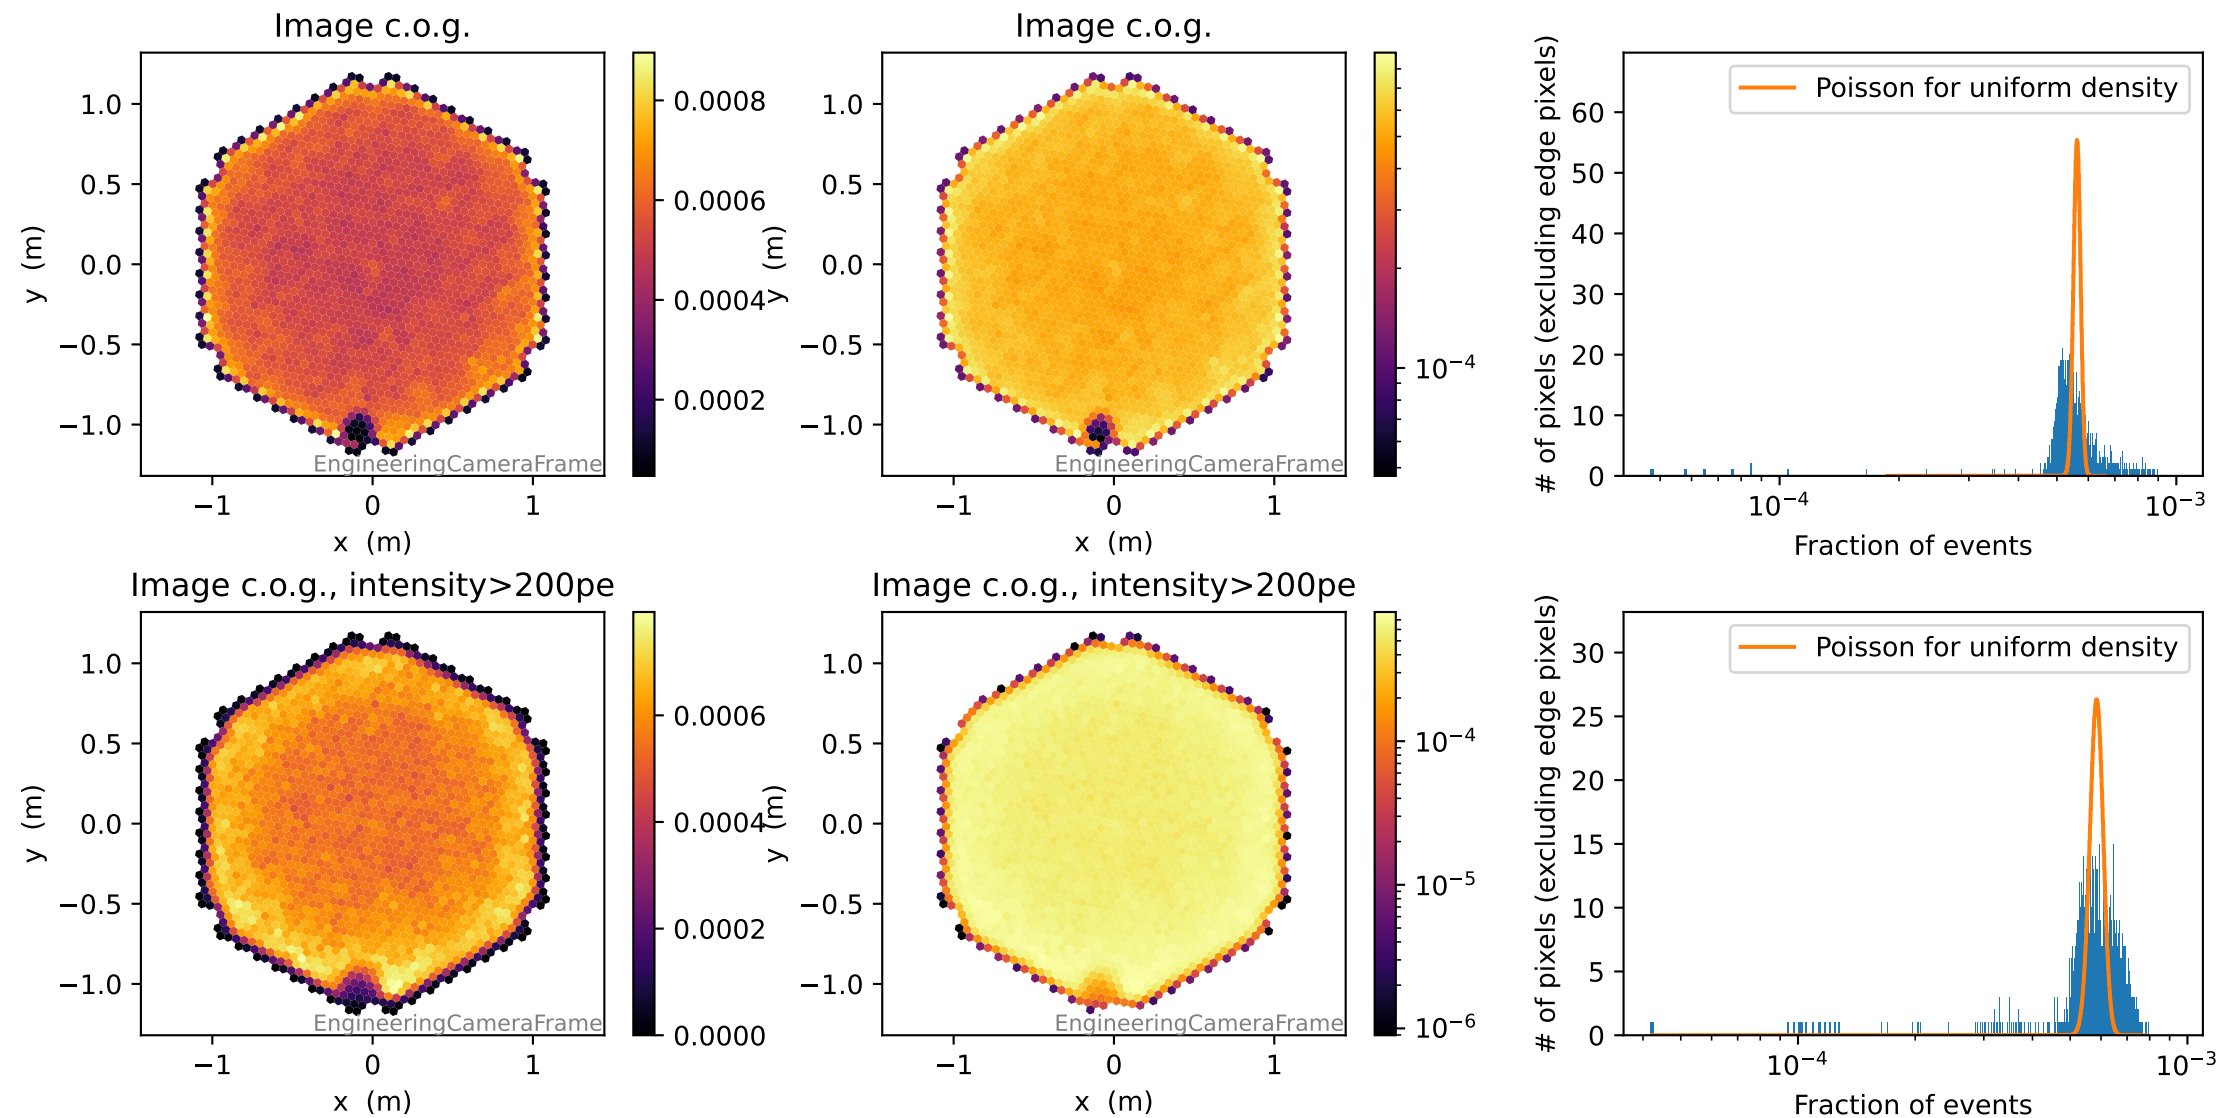 Image c.o.g.
y (m)
1.0
0.5
0.0
−0.5
−1.0
−1
0
1
x (m)
EngineeringCameraFrame
0.0008
0.0006
0.0004
0.0002
Image c.o.g.
y (m)
1.0
0.5
0.0
−0.5
−1.0
−1
0
1
x (m)
EngineeringCameraFrame
10⁻⁴
# of pixels (excluding edge pixels)
60
50
40
30
20
10
0
Poisson for uniform density
10⁻⁴
10⁻³
Fraction of events
Image c.o.g., intensity>200pe
y (m)
1.0
0.5
0.0
−0.5
−1.0
−1
0
1
x (m)
EngineeringCameraFrame
0.0006
0.0004
0.0002
0.0000
Image c.o.g., intensity>200pe
y (m)
1.0
0.5
0.0
−0.5
−1.0
−1
0
1
x (m)
EngineeringCameraFrame
10⁻⁴
10⁻⁵
10⁻⁶
# of pixels (excluding edge pixels)
30
25
20
15
10
5
0
Poisson for uniform density
10⁻⁴
10⁻³
Fraction of events